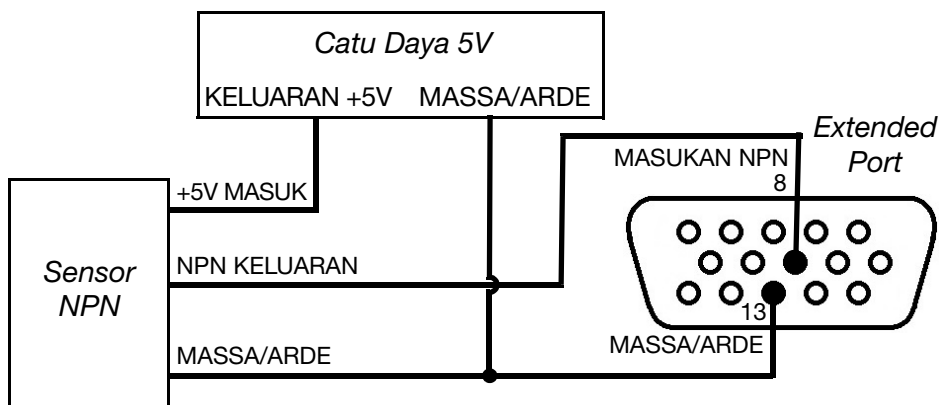 Catu Daya 5V
KELUARAN +5V MASSA/ARDE
Extended
Port
MASUKAN NPN
8
+5V MASUK
Sensor
NPN
NPN KELUARAN
13
MASSA/ARDE
MASSA/ARDE